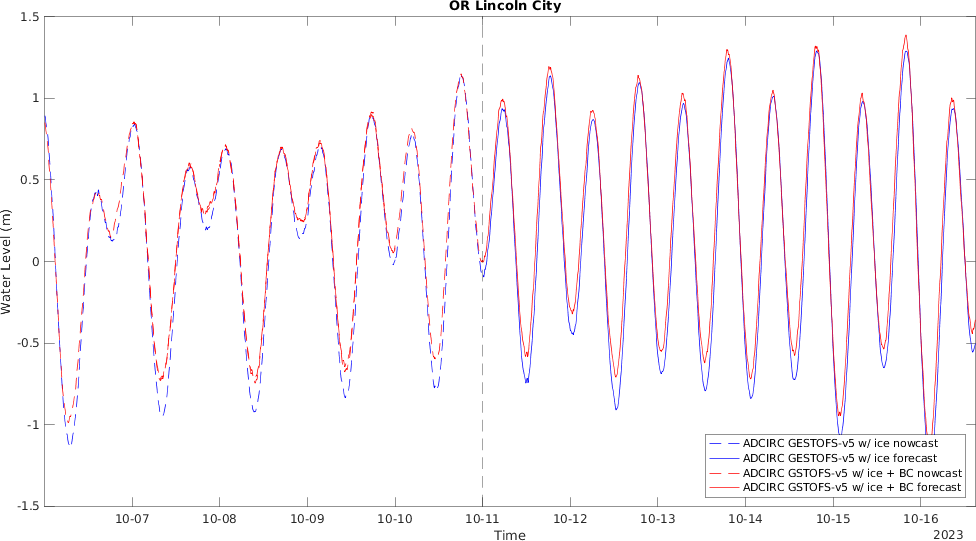 OR Lincoln City
1.5
1
0.5
0
-0.5
-1
-1.5
Water Level (m)
10-07
10-08
10-09
10-10
10-11
10-12
10-13
10-14
10-15
10-16
Time
2023
ADCIRC GESTOFS-v5 w/ ice nowcast
ADCIRC GESTOFS-v5 w/ ice forecast
ADCIRC GSTOFS-v5 w/ ice + BC nowcast
ADCIRC GSTOFS-v5 w/ ice + BC forecast